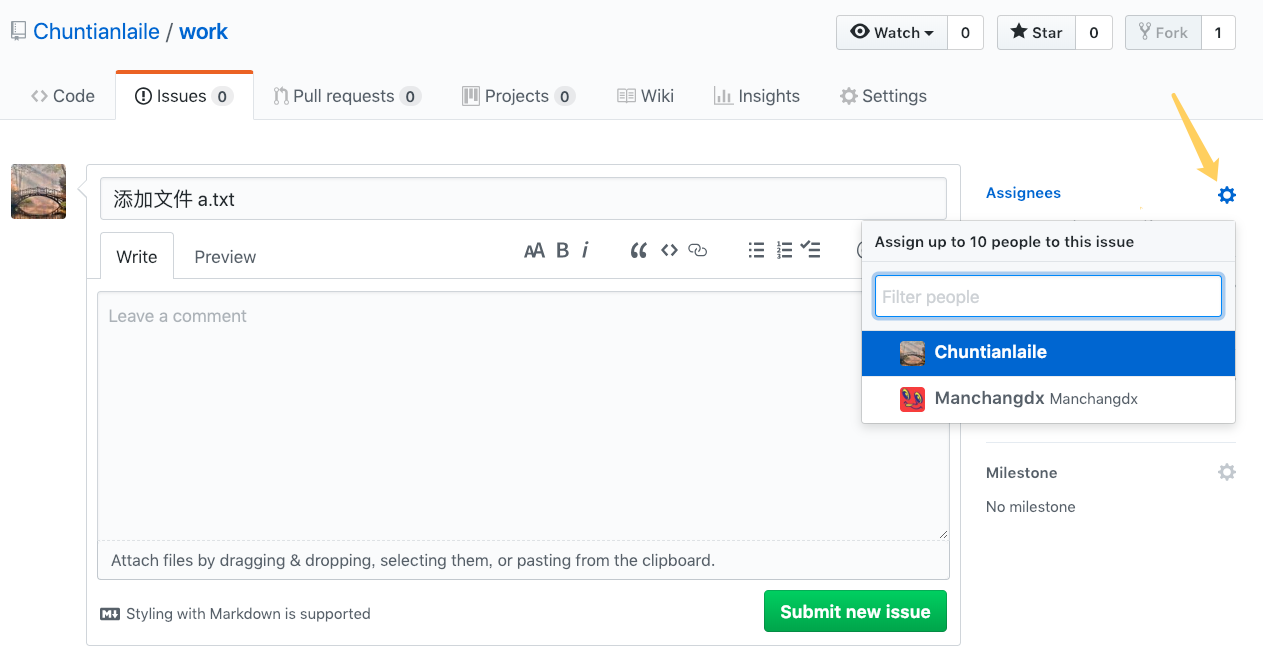 Chuntianlaile / work
Watch 0 Star 0 Fork 1
Code Issues 0 Pull requests 0 Projects 0 Wiki Insights Settings
添加文件 a.txt
Assignees
Assign up to 10 people to this issue
Write Preview AA B i
Filter people
Leave a comment
Chuntianlaile
Manchangdx Manchangdx
Milestone
No milestone
Attach files by dragging & dropping, selecting them, or pasting from the clipboard.
Styling with Markdown is supported
Submit new issue